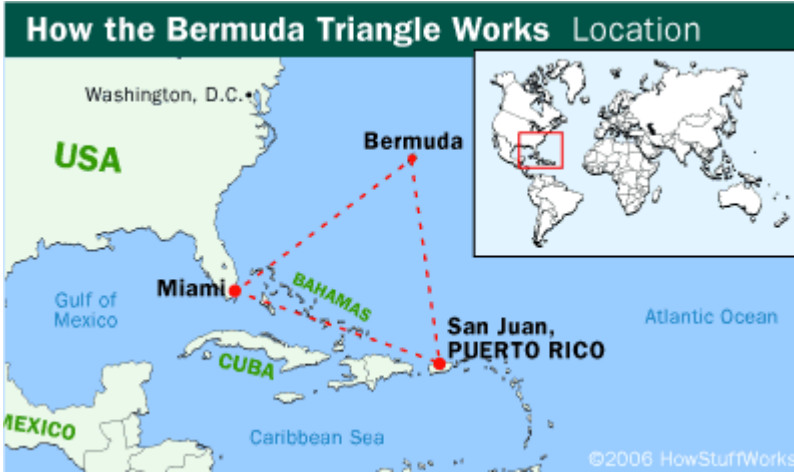 How the Bermuda Triangle Works Location
Washington, D.C.
USA
Bermuda
Miami
BAHAMAS
Gulf of
Mexico
San Juan,
PUERTO RICO
Atlantic Ocean
CUBA
MEXICO
Caribbean Sea
©2006 HowStuffWorks